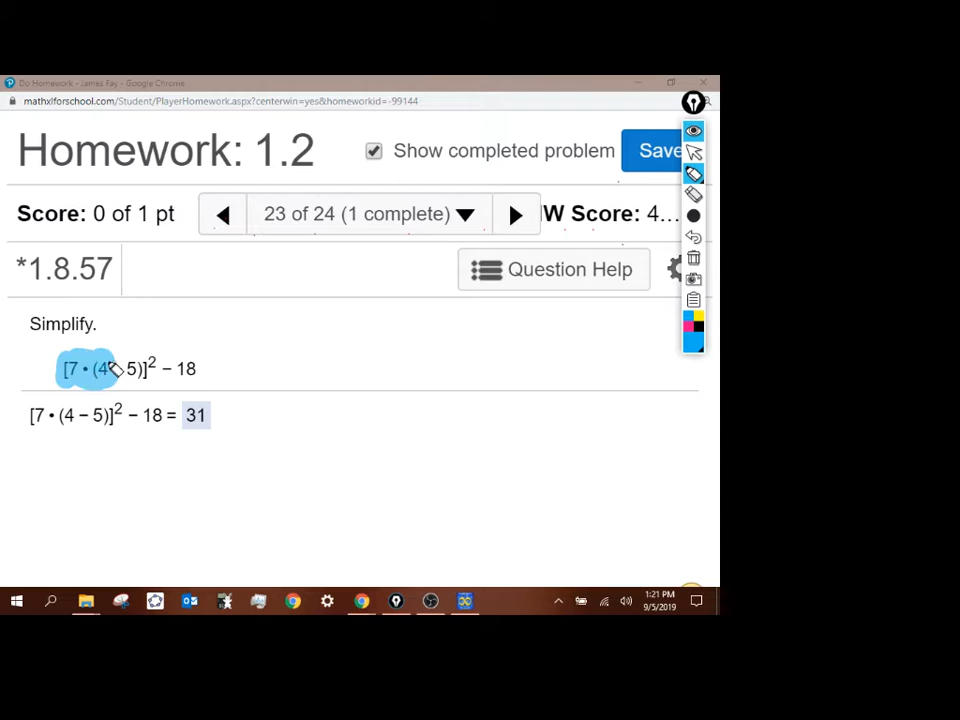 Do Homework - James Fay - Google Chrome
mathxlforschool.com/Student/PlayerHomework.aspx?centerwin=yes&homeworkid=-99144
Homework: 1.2
Show completed problem
Save
Score: 0 of 1 pt
23 of 24 (1 complete)
W Score: 4...
*1.8.57
Question Help
Simplify.
[7 • (4 5)]² − 18
[7 • (4 − 5)]² − 18 = 31
1:21 PM
9/5/2019